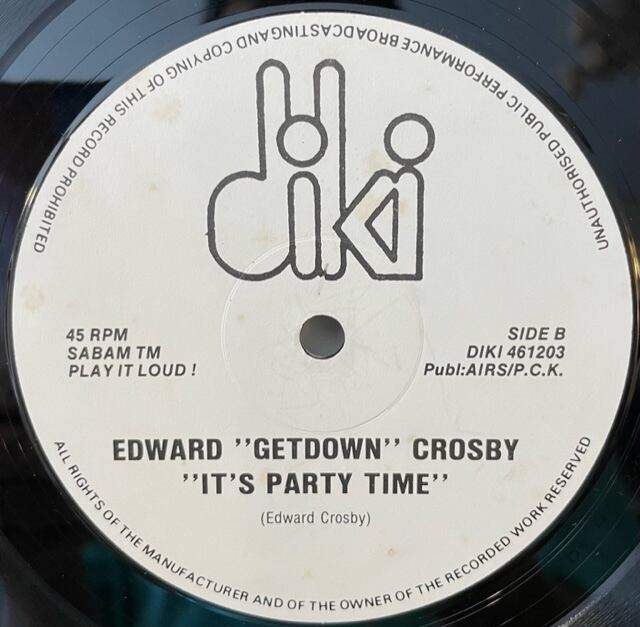 UNAUTHORISED PUBLIC PERFORMANCE BROADCASTING AND COPYING OF THIS RECORD PROHIBITED
diki
45 RPM
SABAM TM
PLAY IT LOUD !
SIDE B
DIKI 461203
Publ:AIRS/P.C.K.
EDWARD ''GETDOWN'' CROSBY
''IT'S PARTY TIME''
(Edward Crosby)
ALL RIGHTS OF THE MANUFACTURER AND OF THE OWNER OF THE RECORDED WORK RESERVED